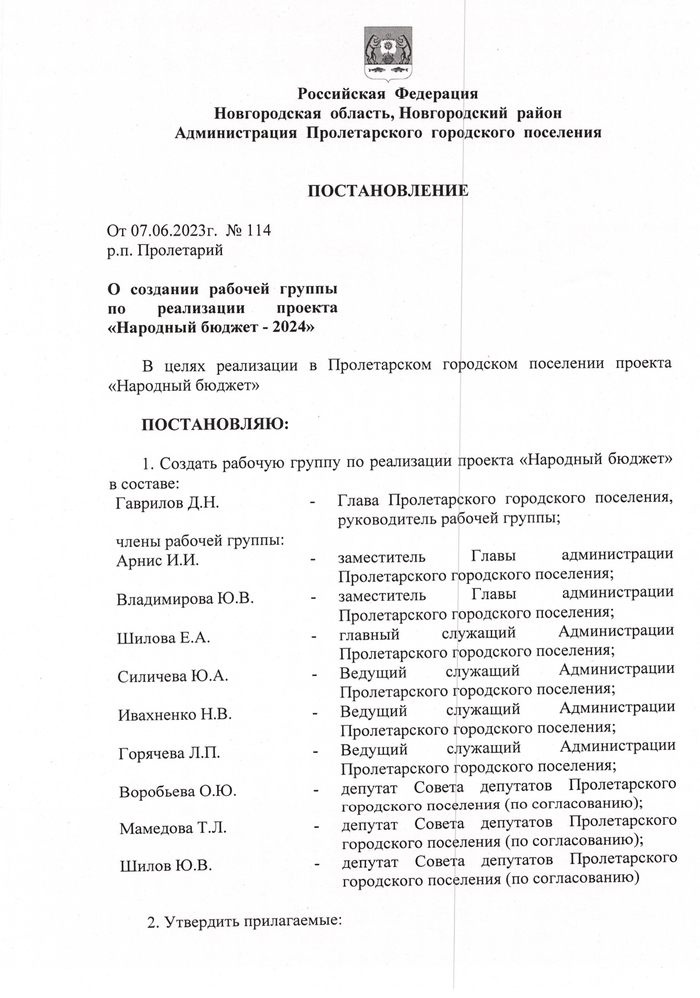 Российская Федерация
Новгородская область, Новгородский район
Администрация Пролетарского городского поселения
ПОСТАНОВЛЕНИЕ
От 07.06.2023г. № 114
р.п. Пролетарий
О создании рабочей группы
по реализации проекта
«Народный бюджет - 2024»
В целях реализации в Пролетарском городском поселении проекта
«Народный бюджет»
ПОСТАНОВЛЯЮ:
1. Создать рабочую группу по реализации проекта «Народный бюджет»
в составе:
Гаврилов Д.Н. - Глава Пролетарского городского поселения,
руководитель рабочей группы;
члены рабочей группы:
Арнис И.И. - заместитель Главы администрации
Пролетарского городского поселения;
Владимирова Ю.В. - заместитель Главы администрации
Пролетарского городского поселения;
Шилова Е.А. - главный служащий Администрации
Пролетарского городского поселения;
Силичева Ю.А. - Ведущий служащий Администрации
Пролетарского городского поселения;
Ивахненко Н.В. - Ведущий служащий Администрации
Пролетарского городского поселения;
Горячева Л.П. - Ведущий служащий Администрации
Пролетарского городского поселения;
Воробьева О.Ю. - депутат Совета депутатов Пролетарского
городского поселения (по согласованию);
Мамедова Т.Л. - депутат Совета депутатов Пролетарского
городского поселения (по согласованию);
Шилов Ю.В. - депутат Совета депутатов Пролетарского
городского поселения (по согласованию)
2. Утвердить прилагаемые: